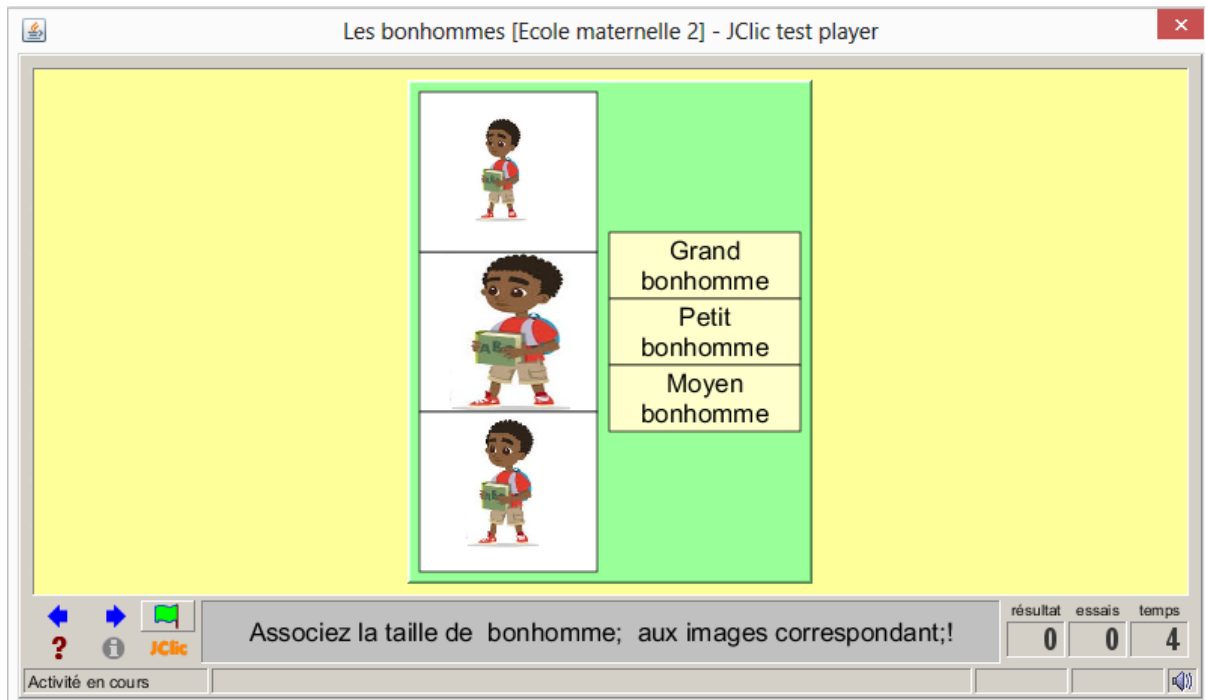 Les bonhommes [Ecole maternelle 2] - JClic test player
Grand
bonhomme
Petit
bonhomme
Moyen
bonhomme
Associez la taille de  bonhomme;  aux images correspondant;!
résultat essais temps
0 0 4
? JClic
Activité en cours